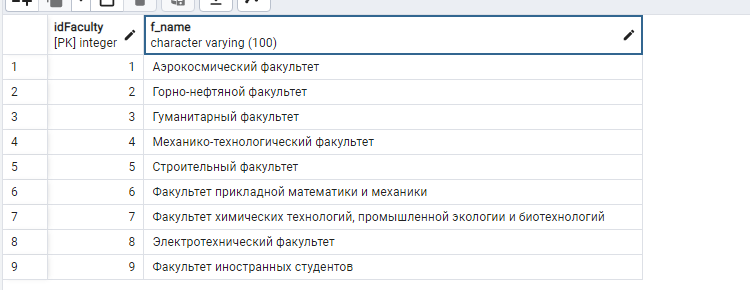 idFaculty f_name
[PK] integer character varying (100)
1 1 Аэрокосмический факультет
2 2 Горно-нефтяной факультет
3 3 Гуманитарный факультет
4 4 Механико-технологический факультет
5 5 Строительный факультет
6 6 Факультет прикладной математики и механики
7 7 Факультет химических технологий, промышленной экологии и биотехнологий
8 8 Электротехнический факультет
9 9 Факультет иностранных студентов